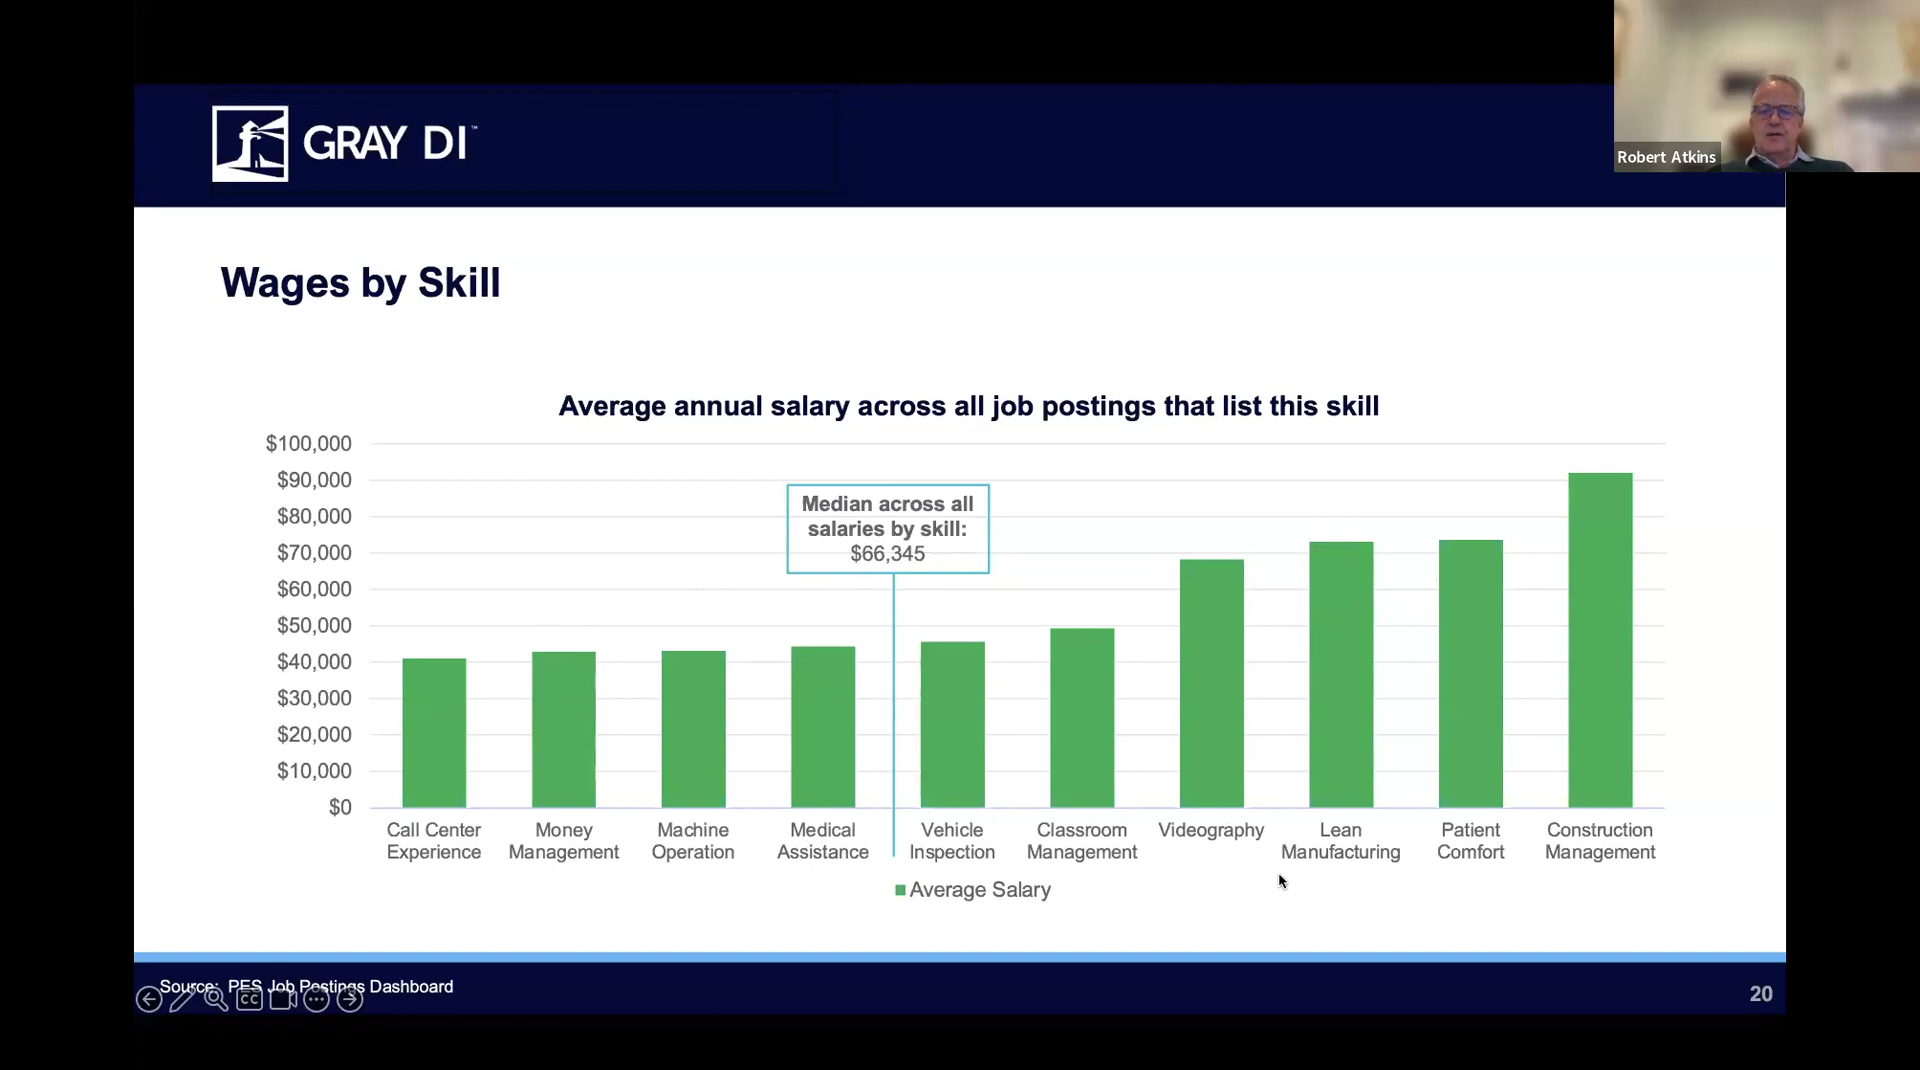 GRAY DI™
Robert Atkins
Wages by Skill
Average annual salary across all job postings that list this skill
$100,000
$90,000
$80,000
$70,000
$60,000
$50,000
$40,000
$30,000
$20,000
$10,000
$0
Median across all
salaries by skill:
$66,345
Call Center
Experience
Money
Management
Machine
Operation
Medical
Assistance
Vehicle
Inspection
Classroom
Management
Videography
Lean
Manufacturing
Patient
Comfort
Construction
Management
Average Salary
Source: PES Job Postings Dashboard
CC
20